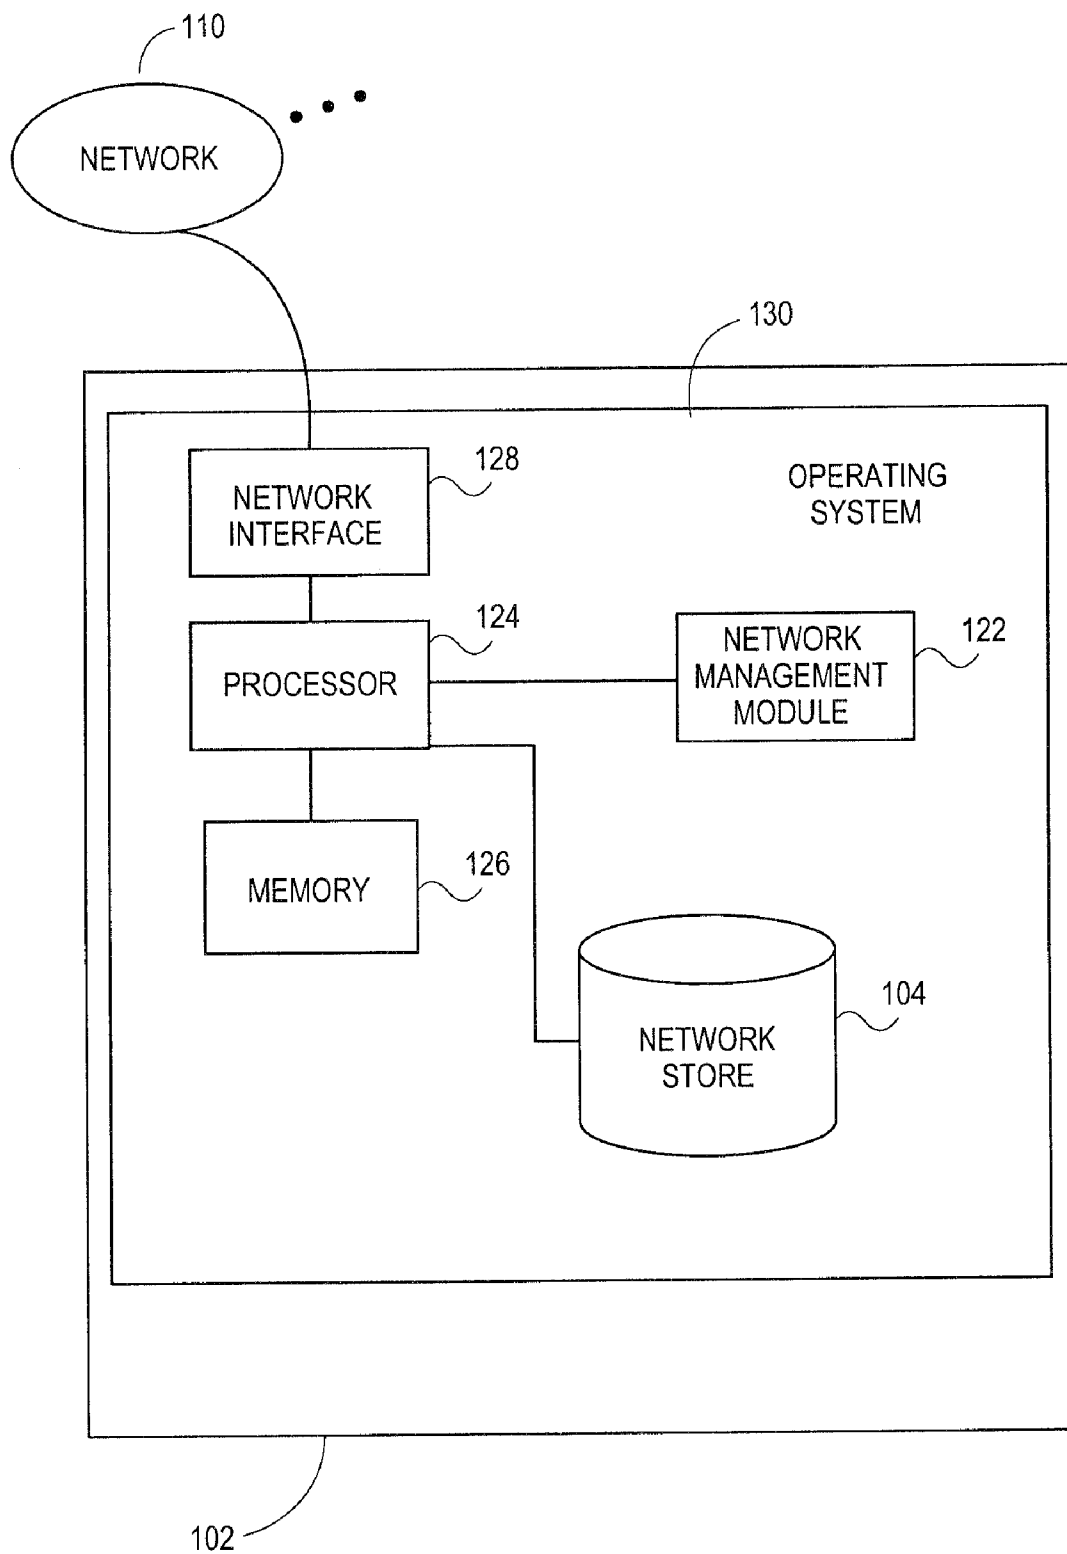 110
NETWORK
130
128
OPERATING
SYSTEM
NETWORK
INTERFACE
124
NETWORK
MANAGEMENT
MODULE
122
PROCESSOR
126
MEMORY
104
NETWORK
STORE
102